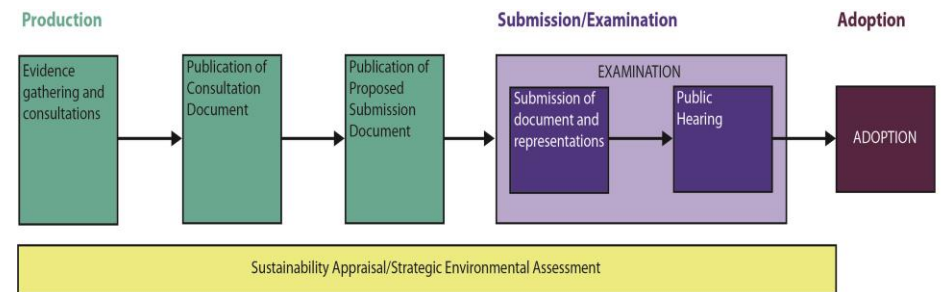 Production
Submission/Examination
Adoption
Evidence
gathering and
consultations
Publication of
Consultation
Document
Publication of
Proposed
Submission
Document
EXAMINATION
Submission of
document and
representations
Public
Hearing
ADOPTION
Sustainability Appraisal/Strategic Environmental Assessment